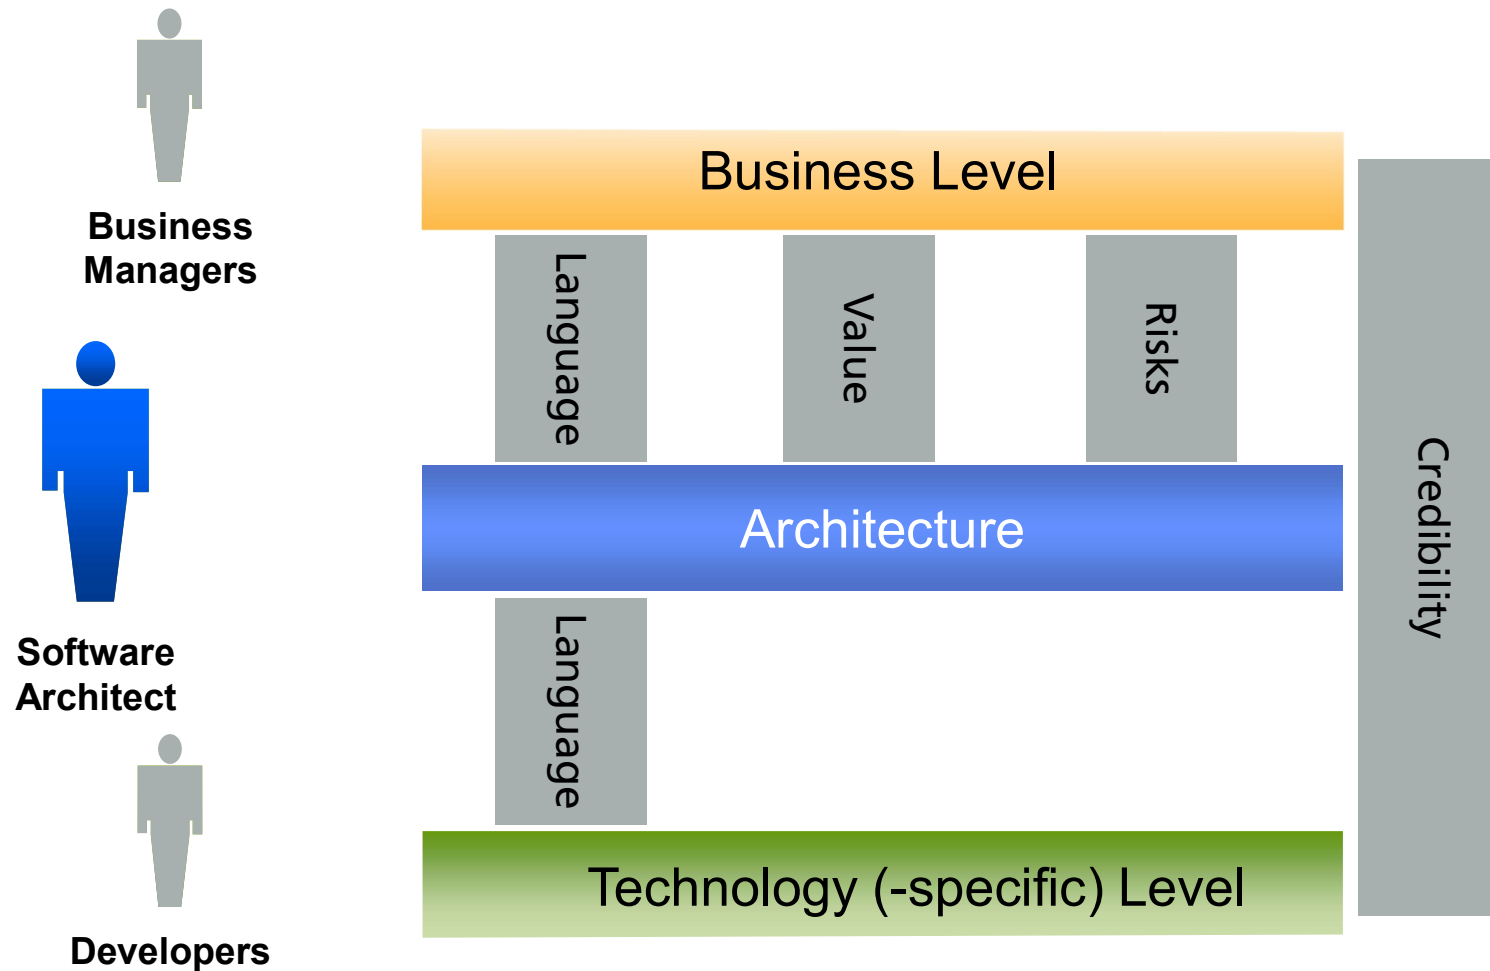 Business
Managers
Business Level
Language
Value
Risks
Credibility
Software
Architect
Architecture
Language
Developers
Technology (-specific) Level